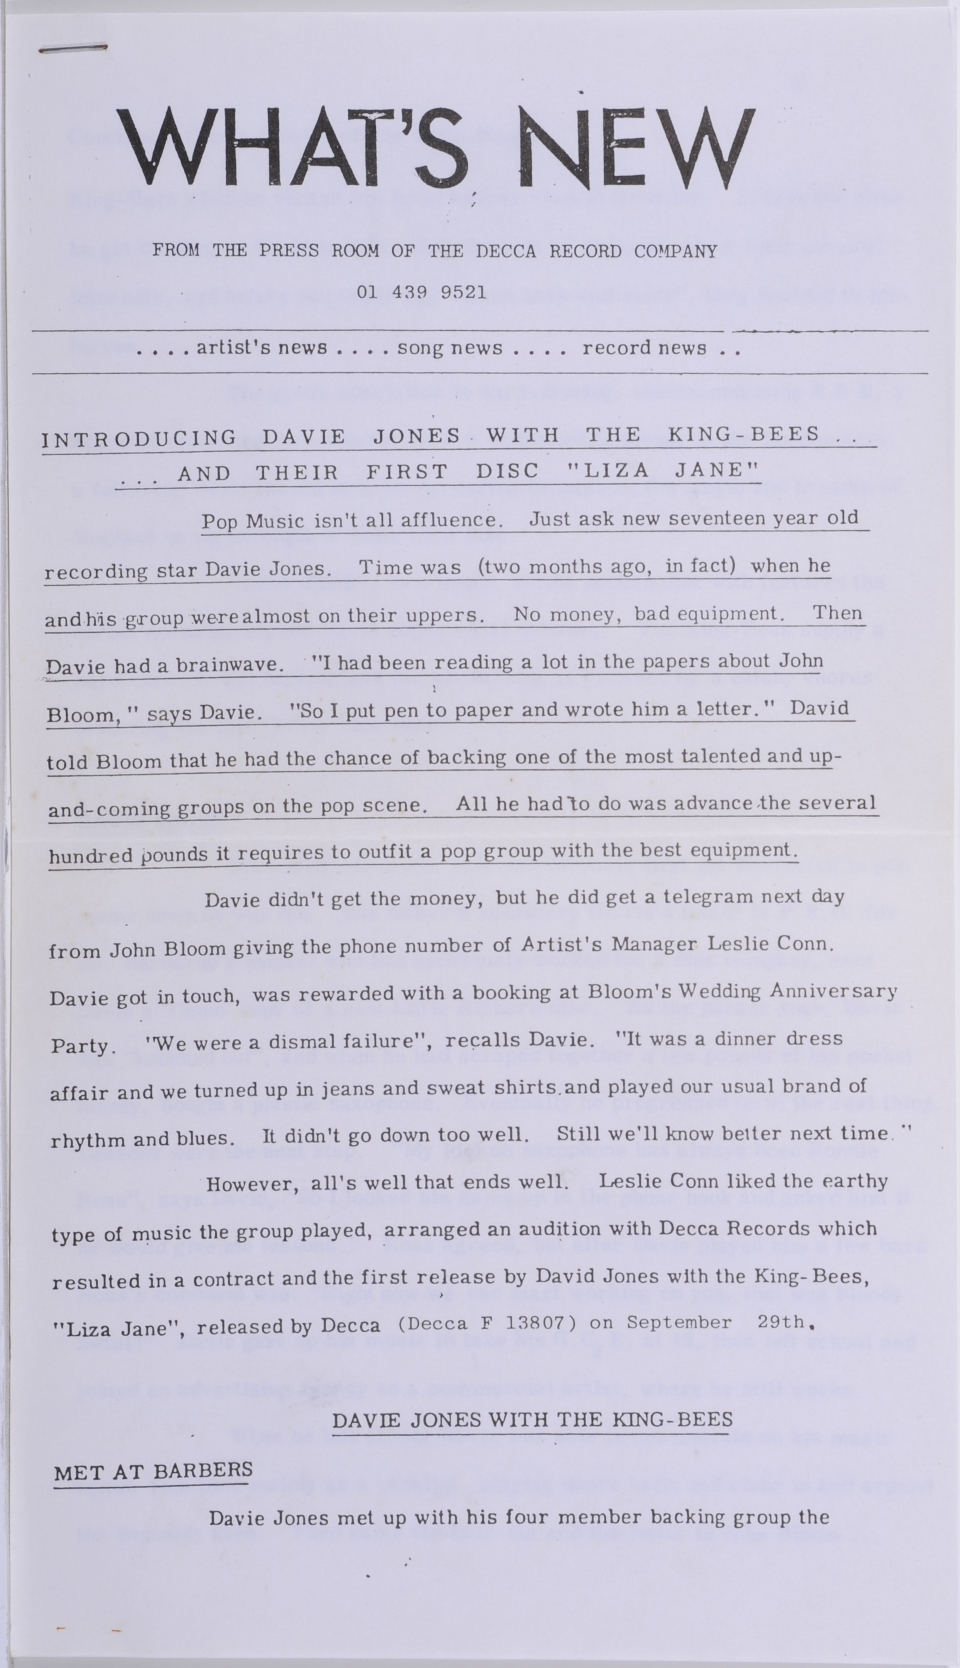 WHAT'S NEW
FROM THE PRESS ROOM OF THE DECCA RECORD COMPANY
01 439 9521
.... artist's news .... song news .... record news ..
INTRODUCING DAVIE JONES WITH THE KING-BEES ..
... AND THEIR FIRST DISC "LIZA JANE"
Pop Music isn't all affluence. Just ask new seventeen year old
recording star Davie Jones. Time was (two months ago, in fact) when he
and his group were almost on their uppers. No money, bad equipment. Then
Davie had a brainwave. "I had been reading a lot in the papers about John
Bloom," says Davie. "So I put pen to paper and wrote him a letter." David
told Bloom that he had the chance of backing one of the most talented and up-
and-coming groups on the pop scene. All he had to do was advance the several
hundred pounds it requires to outfit a pop group with the best equipment.
Davie didn't get the money, but he did get a telegram next day
from John Bloom giving the phone number of Artist's Manager Leslie Conn.
Davie got in touch, was rewarded with a booking at Bloom's Wedding Anniversary
Party. "We were a dismal failure", recalls Davie. "It was a dinner dress
affair and we turned up in jeans and sweat shirts and played our usual brand of
rhythm and blues. It didn't go down too well. Still we'll know better next time."
However, all's well that ends well. Leslie Conn liked the earthy
type of music the group played, arranged an audition with Decca Records which
resulted in a contract and the first release by David Jones with the King-Bees,
"Liza Jane", released by Decca (Decca F 13807) on September 29th.
DAVIE JONES WITH THE KING-BEES
MET AT BARBERS
Davie Jones met up with his four member backing group the